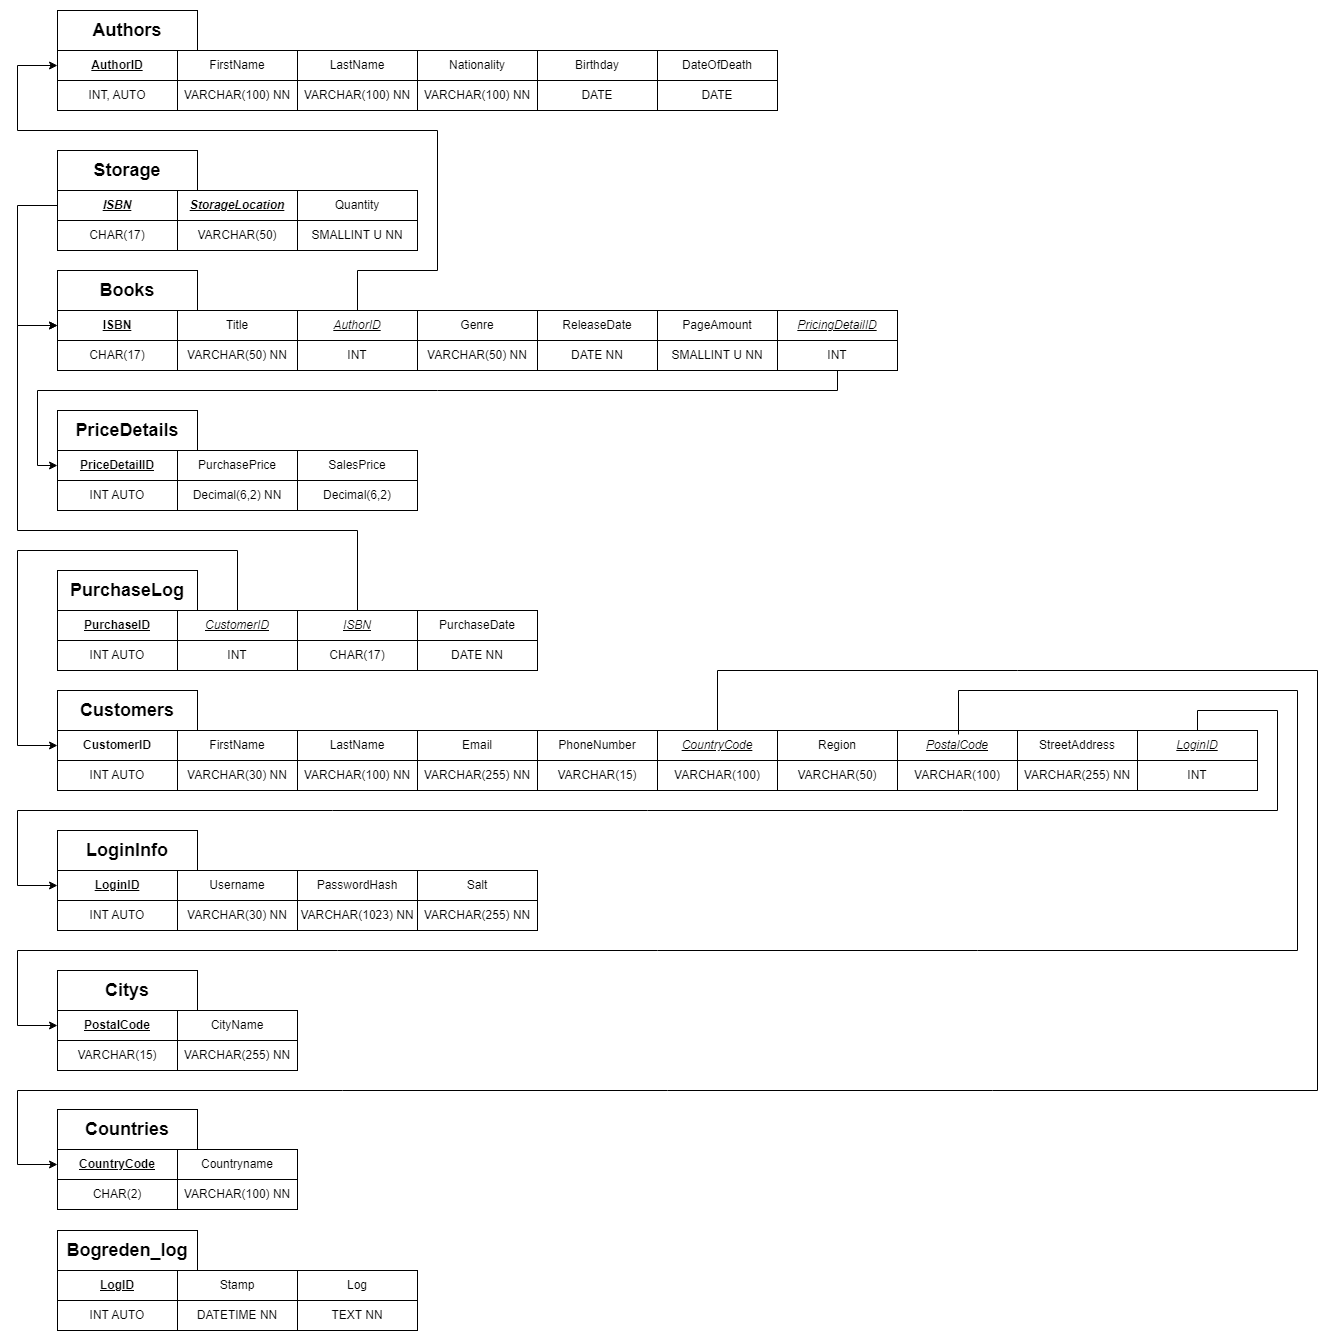 Authors
AuthorID FirstName LastName Nationality Birthday DateOfDeath
INT, AUTO VARCHAR(100) NN VARCHAR(100) NN VARCHAR(100) NN DATE DATE
Storage
ISBN StorageLocation Quantity
CHAR(17) VARCHAR(50) SMALLINT U NN
Books
ISBN Title AuthorID Genre ReleaseDate PageAmount PricingDetailID
CHAR(17) VARCHAR(50) NN INT VARCHAR(50) NN DATE NN SMALLINT U NN INT
PriceDetails
PriceDetailID PurchasePrice SalesPrice
INT AUTO Decimal(6,2) NN Decimal(6,2)
PurchaseLog
PurchaseID CustomerID ISBN PurchaseDate
INT AUTO INT CHAR(17) DATE NN
Customers
CustomerID FirstName LastName Email PhoneNumber CountryCode Region PostalCode StreetAddress LoginID
INT AUTO VARCHAR(30) NN VARCHAR(100) NN VARCHAR(255) NN VARCHAR(15) VARCHAR(100) VARCHAR(50) VARCHAR(100) VARCHAR(255) NN INT
LoginInfo
LoginID Username PasswordHash Salt
INT AUTO VARCHAR(30) NN VARCHAR(1023) NN VARCHAR(255) NN
Citys
PostalCode CityName
VARCHAR(15) VARCHAR(255) NN
Countries
CountryCode Countryname
CHAR(2) VARCHAR(100) NN
Bogreden_log
LogID Stamp Log
INT AUTO DATETIME NN TEXT NN